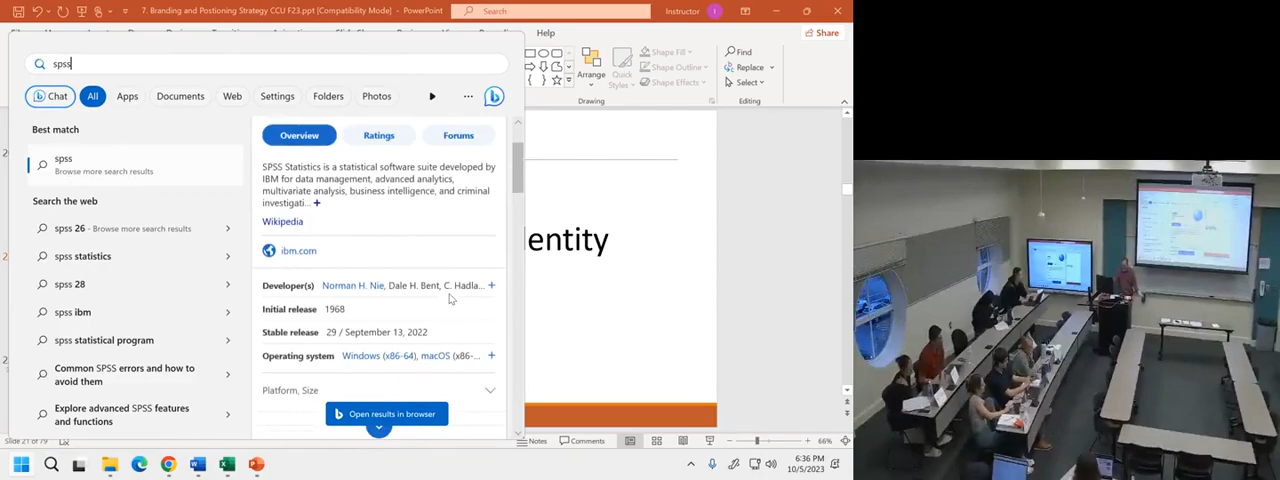 7. Branding and Postioning Strategy CCU F23.ppt [Compatibility Mode] - PowerPoint
Search
Instructor
I
Help
Share
spss
Shape Fill
Shape Outline
Shape Effects
Arrange
Quick
Styles
Find
Replace
Select
Drawing
Editing
Chat
All
Apps
Documents
Web
Settings
Folders
Photos
Best match
spss
Browse more search results
Search the web
spss 26 - Browse more search results
spss statistics
spss 28
spss ibm
spss statistical program
Common SPSS errors and how to
avoid them
Explore advanced SPSS features
and functions
Overview
Ratings
Forums
SPSS Statistics is a statistical software suite developed by
IBM for data management, advanced analytics,
multivariate analysis, business intelligence, and criminal
investigati... +
Wikipedia
ibm.com
Developer(s) Norman H. Nie, Dale H. Bent, C. Hadla... +
Initial release 1968
Stable release 29 / September 13, 2022
Operating system Windows (x86-64), macOS (x86-... +
Platform, Size
Open results in browser
entity
Slide 21 of 79
Notes
Comments
66%
6:36 PM
10/5/2023